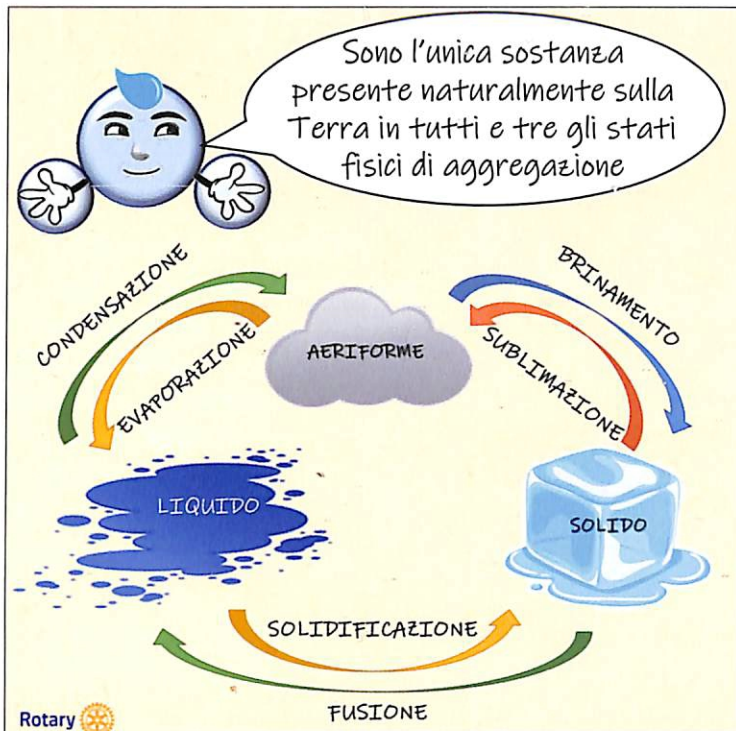 Sono l'unica sostanza
presente naturalmente sulla
Terra in tutti e tre gli stati
fisici di aggregazione
CONDENSAZIONE
EVAPORAZIONE
AERIFORME
BRINAMENTO
SUBLIMAZIONE
LIQUIDO
SOLIDO
SOLIDIFICAZIONE
FUSIONE
Rotary